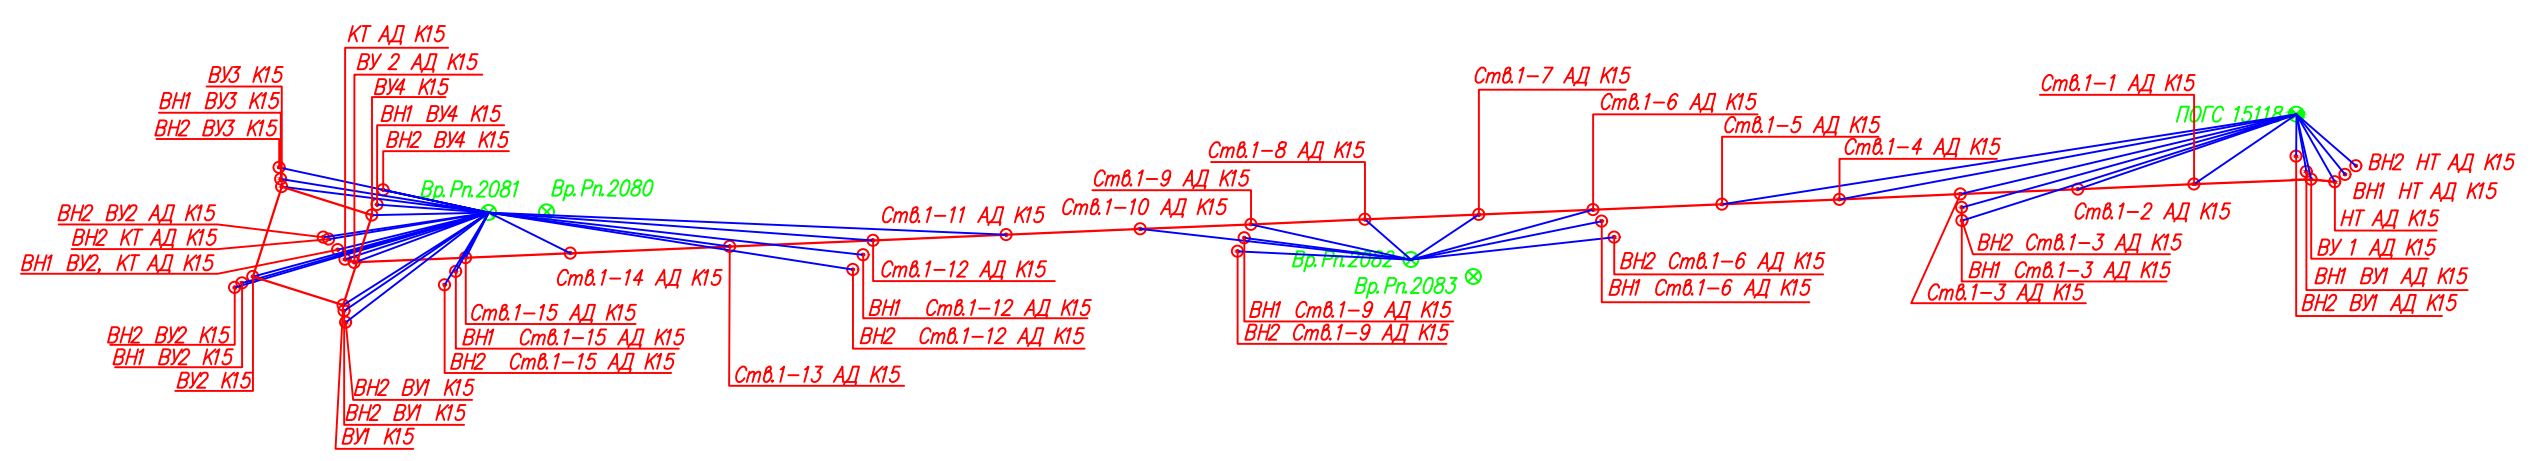 КТ АД К15
ВУ 2 АД К15
ВУ3 К15
ВУ4 К15
ВН1 ВУ3 К15
ВН1 ВУ4 К15
ВН2 ВУ3 К15
ВН2 ВУ4 К15
Вр.Рп.2081
Вр.Рп.2080
ВН2 ВУ2 АД К15
ВН2 КТ АД К15
ВН1 ВУ2, КТ АД К15
ВН2 ВУ2 К15
ВН1 ВУ2 К15
ВУ2 К15
ВН2 ВУ1 К15
ВН2 ВУ1 К15
ВУ1 К15
Ств.1-14 АД К15
Ств.1-15 АД К15
ВН1 Ств.1-15 АД К15
ВН2 Ств.1-15 АД К15
Ств.1-13 АД К15
Ств.1-11 АД К15
Ств.1-12 АД К15
ВН1 Ств.1-12 АД К15
ВН2 Ств.1-12 АД К15
Ств.1-8 АД К15
Ств.1-9 АД К15
Ств.1-10 АД К15
Вр.Рп.2082
Вр.Рп.2083
ВН1 Ств.1-9 АД К15
ВН2 Ств.1-9 АД К15
Ств.1-7 АД К15
Ств.1-6 АД К15
Ств.1-5 АД К15
Ств.1-4 АД К15
ВН2 Ств.1-6 АД К15
ВН1 Ств.1-6 АД К15
Ств.1-1 АД К15
ПОГС 15118
Ств.1-2 АД К15
ВН2 Ств.1-3 АД К15
ВН1 Ств.1-3 АД К15
Ств.1-3 АД К15
ВН2 НТ АД К15
ВН1 НТ АД К15
НТ АД К15
ВУ 1 АД К15
ВН1 ВУ1 АД К15
ВН2 ВУ1 АД К15